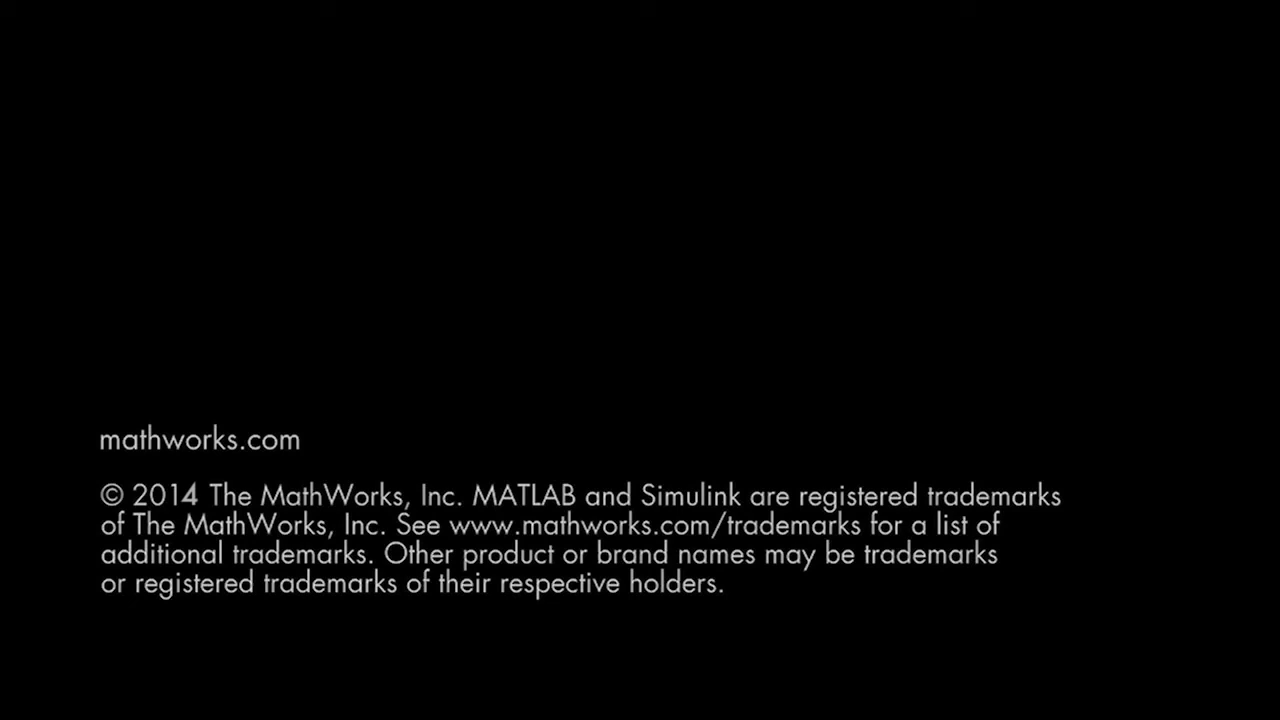 mathworks.com
© 2014 The MathWorks, Inc. MATLAB and Simulink are registered trademarks
of The MathWorks, Inc. See www.mathworks.com/trademarks for a list of
additional trademarks. Other product or brand names may be trademarks
or registered trademarks of their respective holders.